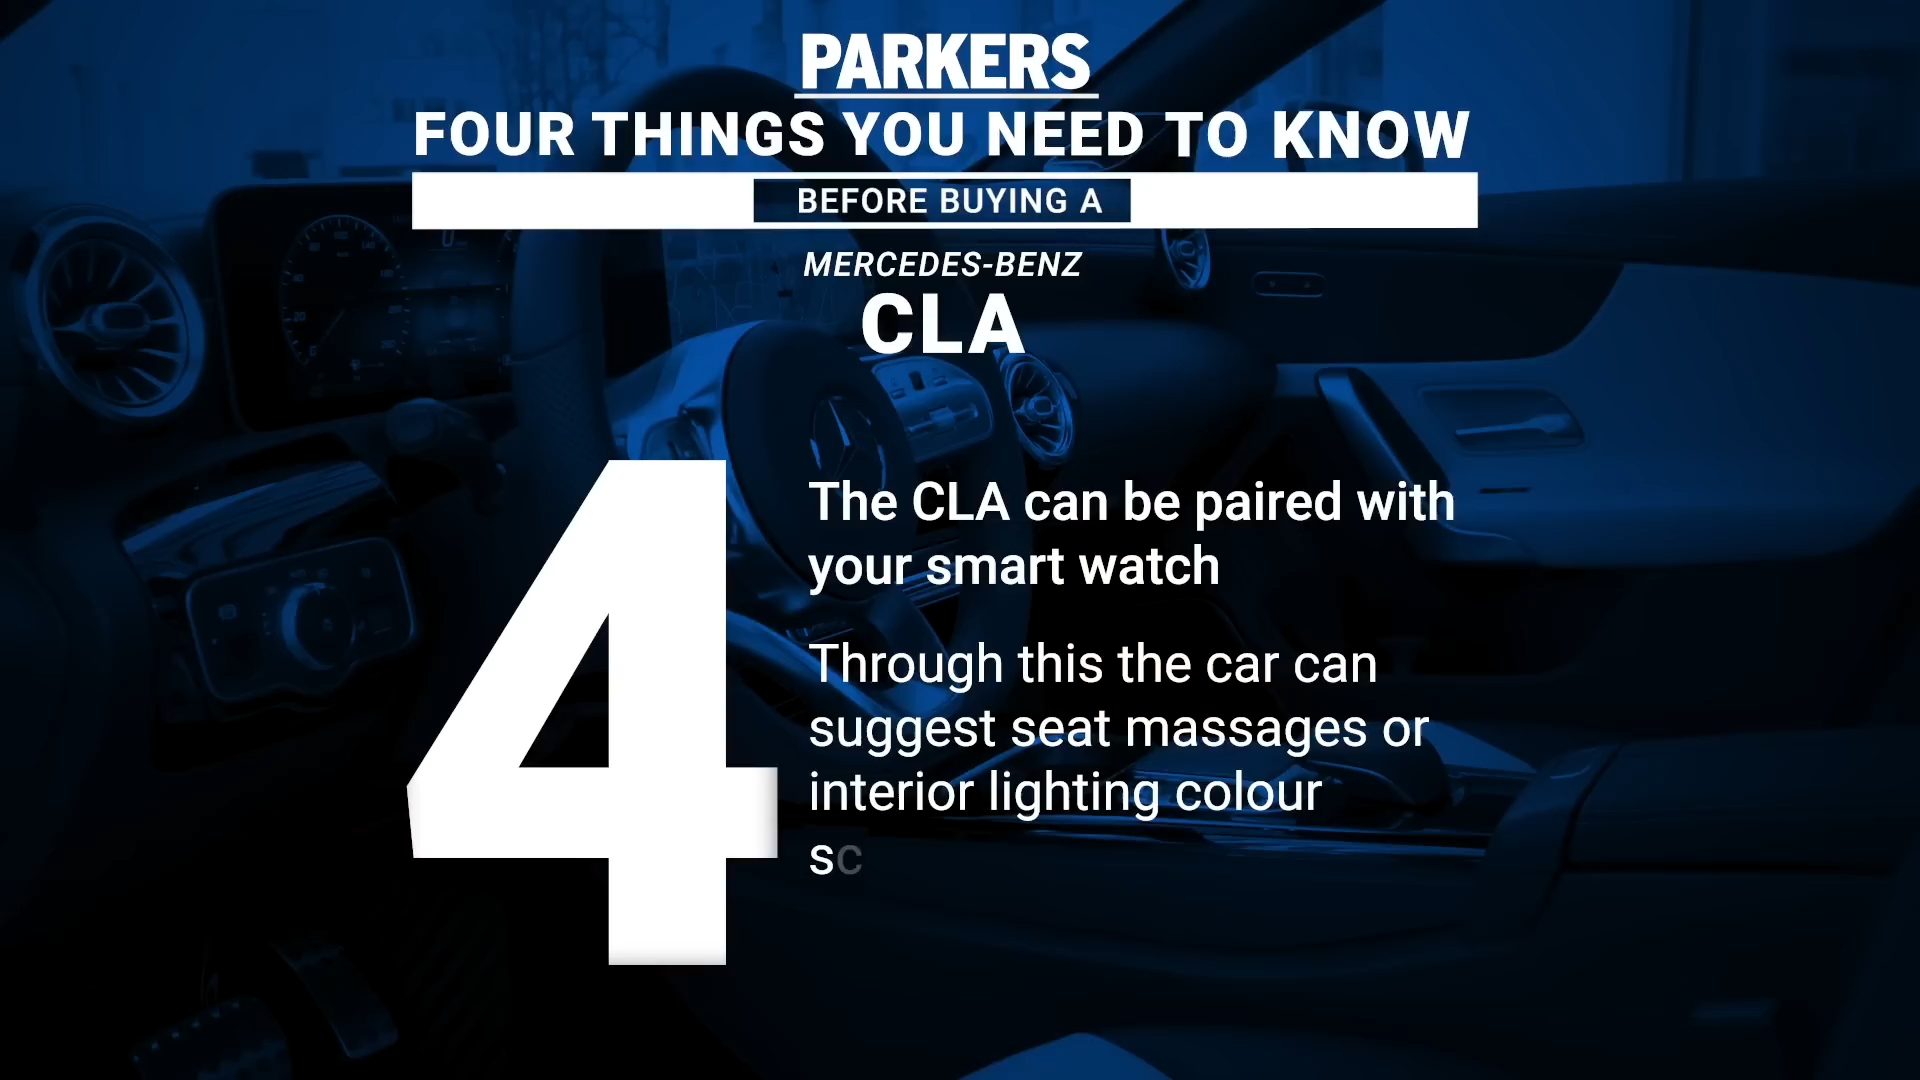 PARKERS
FOUR THINGS YOU NEED TO KNOW
BEFORE BUYING A
MERCEDES-BENZ
CLA
4
The CLA can be paired with
your smart watch
Through this the car can
suggest seat massages or
interior lighting colour
sc